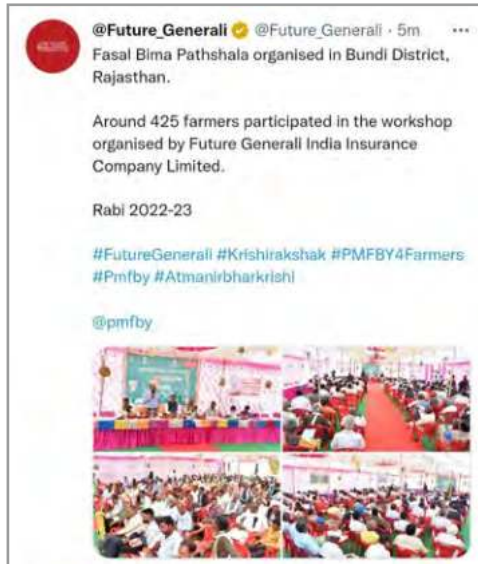 @Future_Generali @Future_Generali · 5m ···
Fasal Bima Pathshala organised in Bundi District,
Rajasthan.
Around 425 farmers participated in the workshop
organised by Future Generali India Insurance
Company Limited.
Rabi 2022-23
#FutureGenerali #Krishirakshak #PMFBY4Farmers
#Pmfby #Atmanirbharkrishi
@pmfby